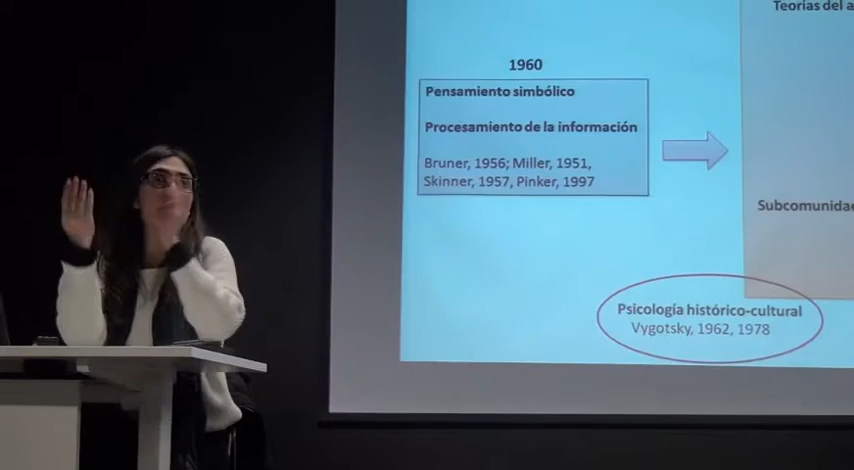 Teorías del a
1960
Pensamiento simbólico
Procesamiento de la información
Bruner, 1956; Miller, 1951,
Skinner, 1957, Pinker, 1997
Subcomunidade
Psicología histórico-cultural
Vygotsky, 1962, 1978